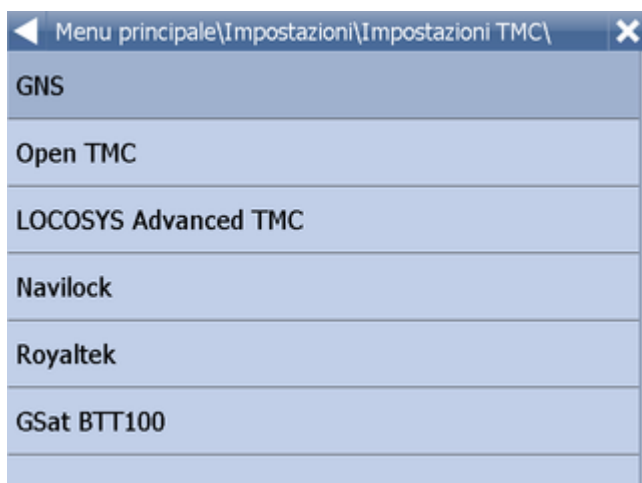 Menu principale\Impostazioni\Impostazioni TMC\
GNS
Open TMC
LOCOSYS Advanced TMC
Navilock
Royaltek
GSat BTT100